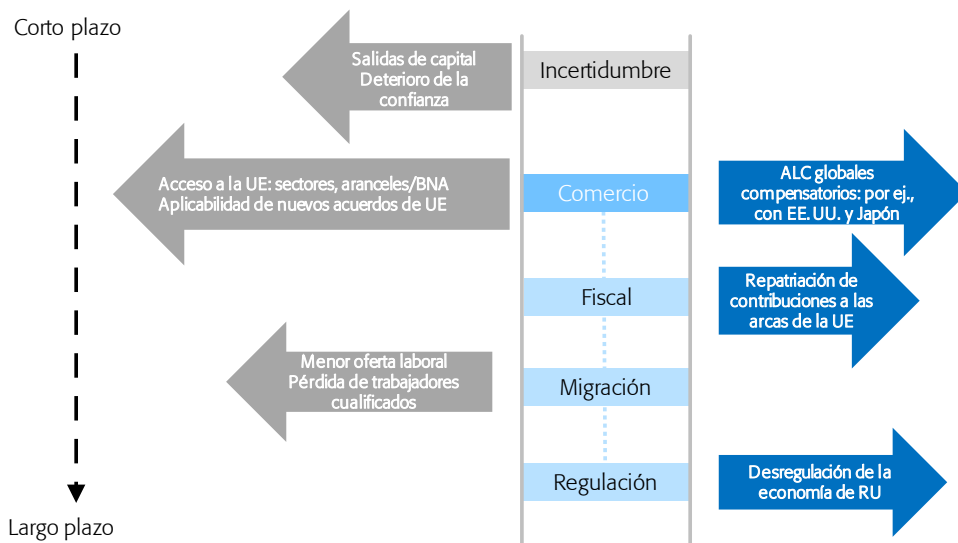 Corto plazo
Salidas de capital
Deterioro de la
confianza
Incertidumbre
Acceso a la UE: sectores, aranceles/BNA
Aplicabilidad de nuevos acuerdos de UE
Comercio
ALC globales
compensatorios: por ej.,
con EE. UU. y Japón
Fiscal
Repatriación de
contribuciones a las
arcas de la UE
Menor oferta laboral
Pérdida de trabajadores
cualificados
Migración
Regulación
Desregulación de la
economía de RU
Largo plazo